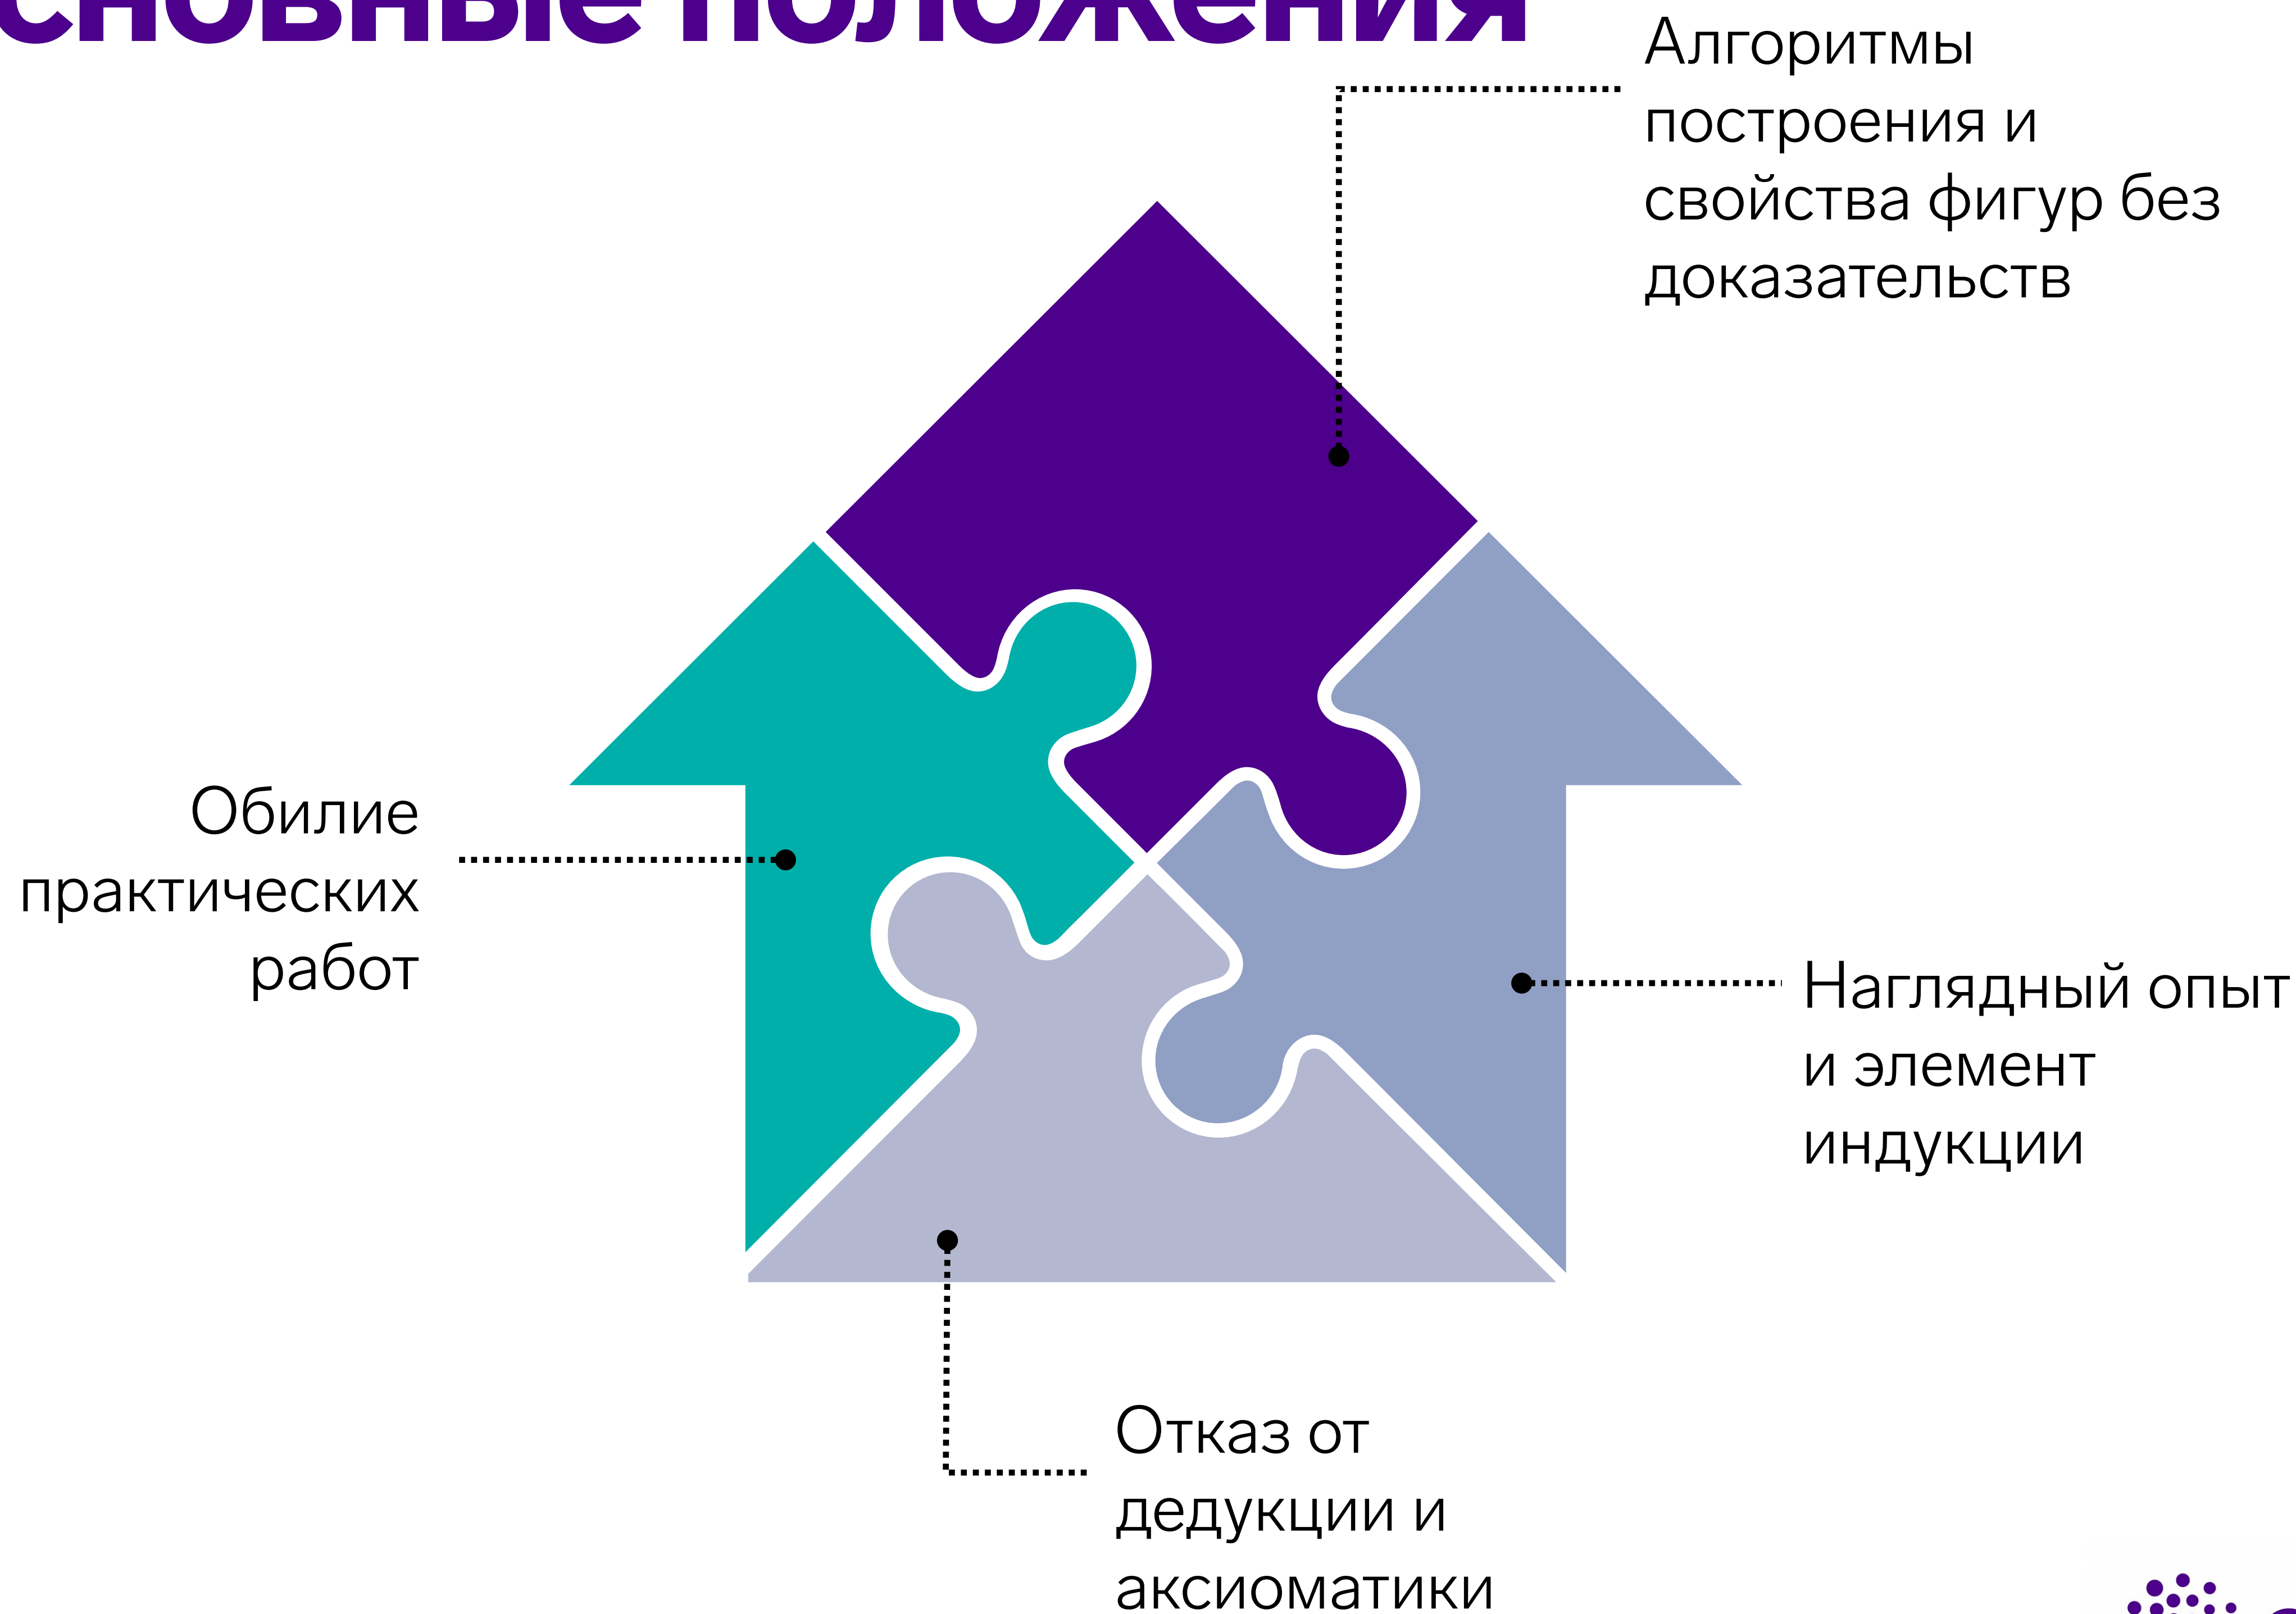 сновные положения
Алгоритмы
построения и
свойства фигур без
доказательств
Обилие
практических
работ
Наглядный опыт
и элемент
индукции
Отказ от
дедукции и
аксиоматики